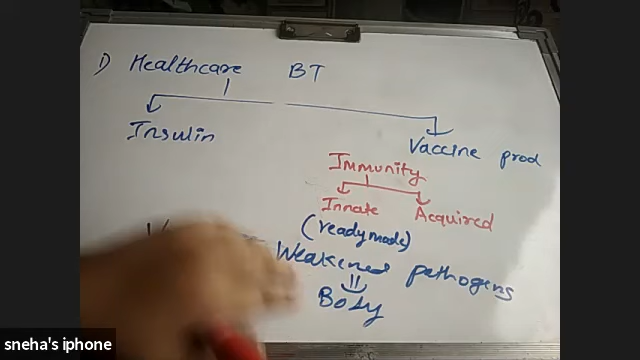 1) Healthcare BT
Insulin
Vaccine prod
Immunity
Innate
Acquired
(readymade)
Weakened pathogens
Body
sneha's iphone